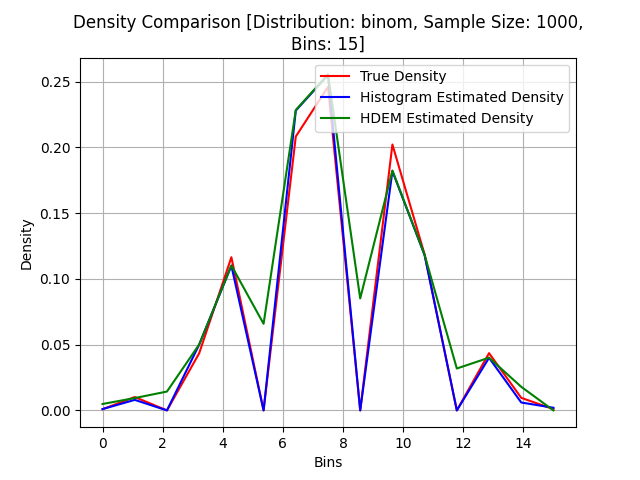 Density Comparison [Distribution: binom, Sample Size: 1000,
Bins: 15]
True Density
Histogram Estimated Density
HDEM Estimated Density
0.25
0.20
0.15
0.10
0.05
0.00
Density
0 2 4 6 8 10 12 14
Bins